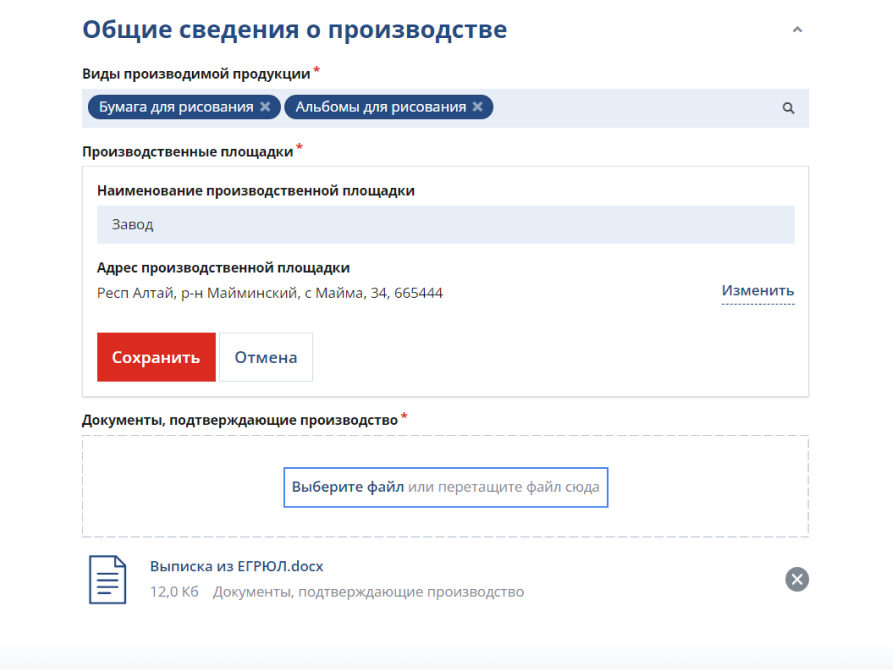 Общие сведения о производстве
Виды производимой продукции *
Бумага для рисования × Альбомы для рисования ×
Производственные площадки *
Наименование производственной площадки
Завод
Адрес производственной площадки
Респ Алтай, р-н Майминский, с Майма, 34, 665444
Изменить
Сохранить Отмена
Документы, подтверждающие производство *
Выберите файл или перетащите файл сюда
Выписка из ЕГРЮЛ.docx
12,0 Кб Документы, подтверждающие производство